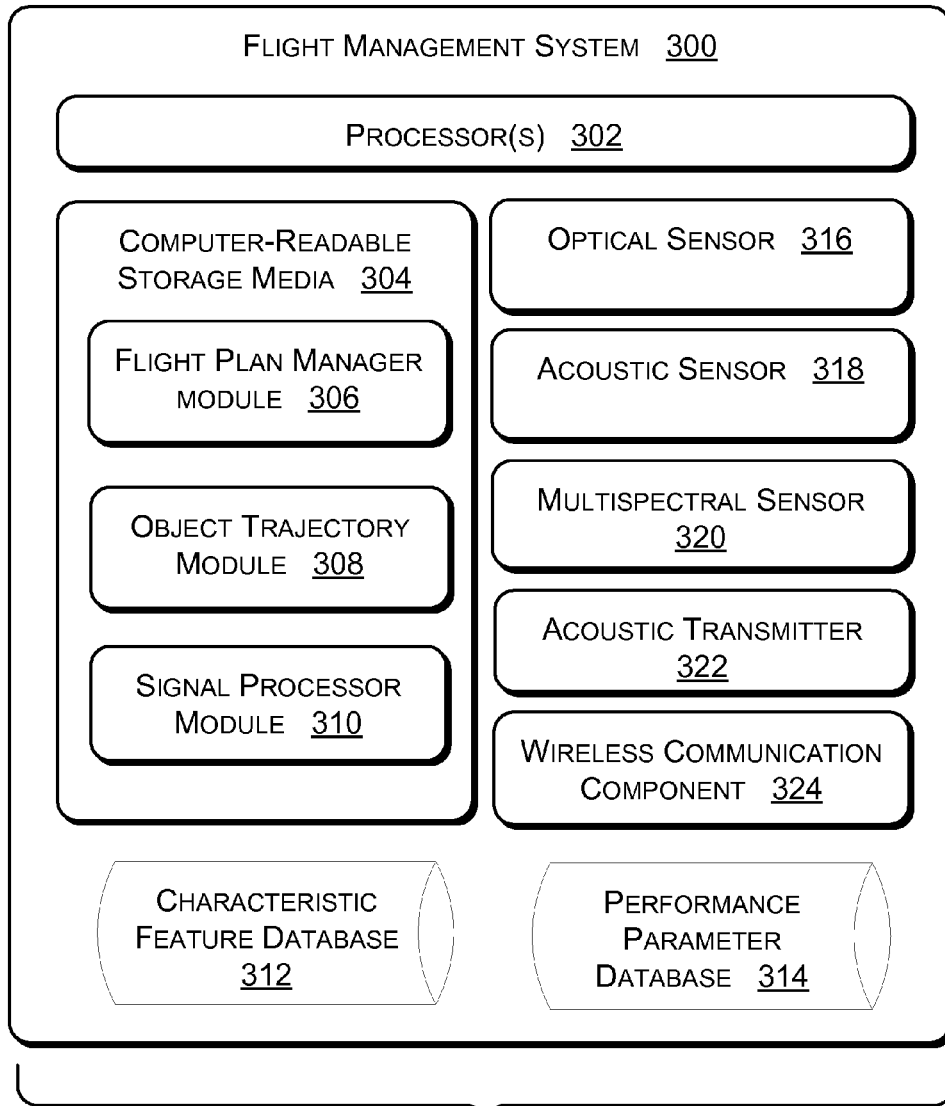 FLIGHT MANAGEMENT SYSTEM 300
PROCESSOR(S) 302
COMPUTER-READABLE
STORAGE MEDIA 304
FLIGHT PLAN MANAGER
MODULE 306
OBJECT TRAJECTORY
MODULE 308
SIGNAL PROCESSOR
MODULE 310
OPTICAL SENSOR 316
ACOUSTIC SENSOR 318
MULTISPECTRAL SENSOR
320
ACOUSTIC TRANSMITTER
322
WIRELESS COMMUNICATION
COMPONENT 324
CHARACTERISTIC
FEATURE DATABASE
312
PERFORMANCE
PARAMETER
DATABASE 314